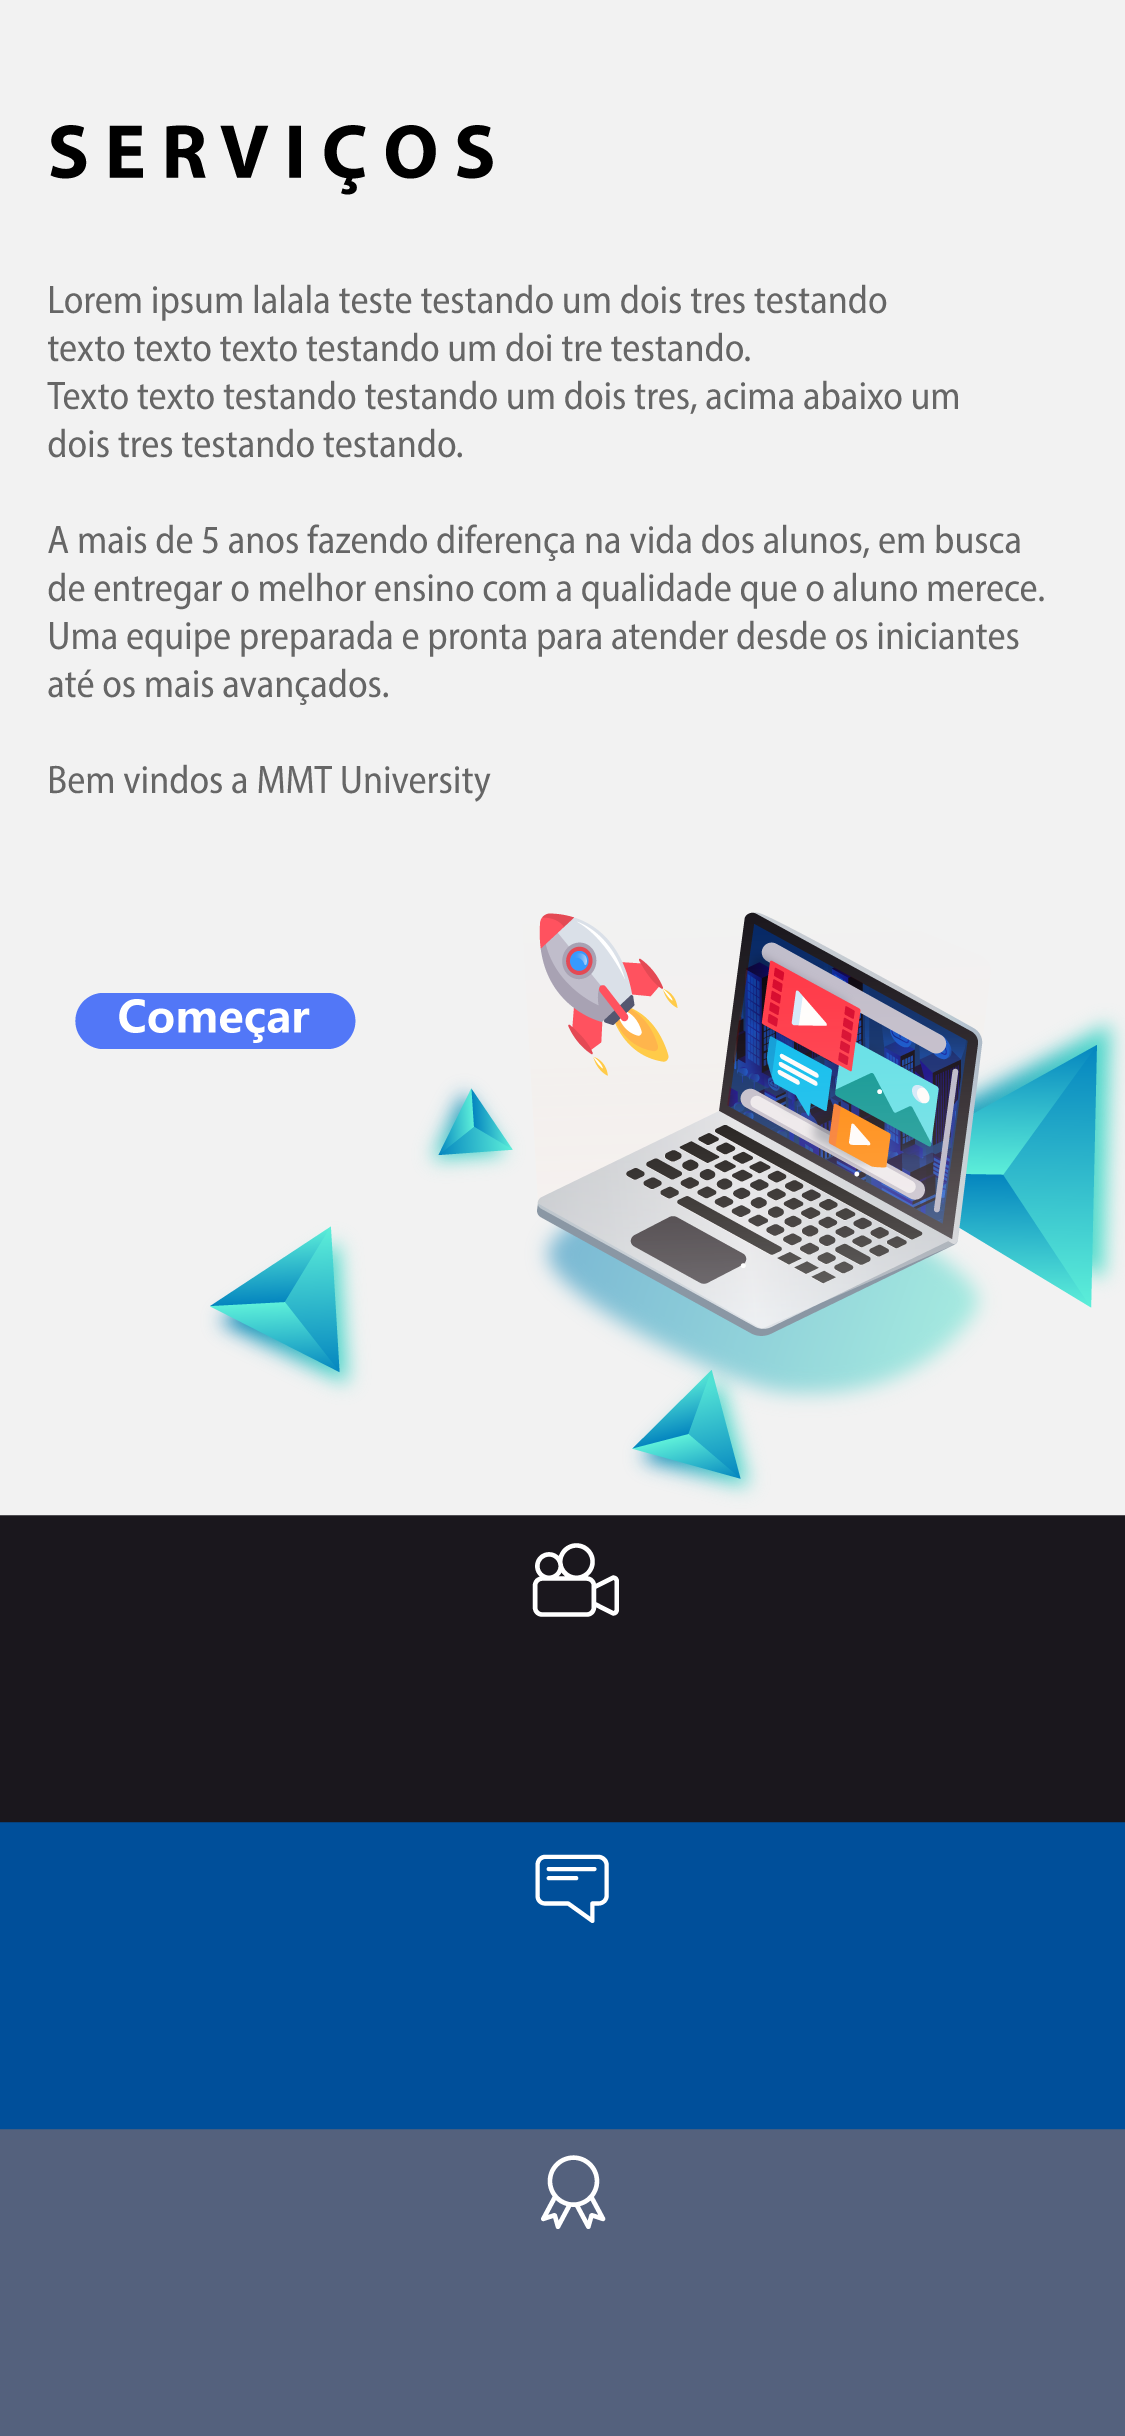 SERVIÇOS
Lorem ipsum lalala teste testando um dois tres testando
texto texto texto testando um doi tre testando.
Texto texto testando testando um dois tres, acima abaixo um
dois tres testando testando.
A mais de 5 anos fazendo diferença na vida dos alunos, em busca
de entregar o melhor ensino com a qualidade que o aluno merece.
Uma equipe preparada e pronta para atender desde os iniciantes
até os mais avançados.
Bem vindos a MMT University
Começar